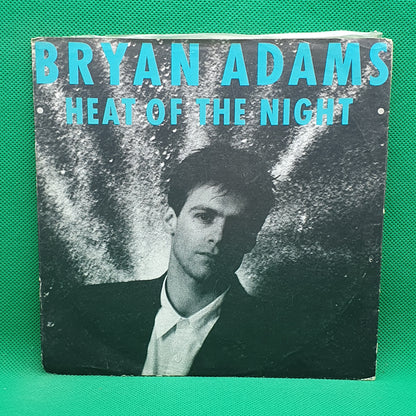 BRYAN ADAMS
HEAT OF THE NIGHT